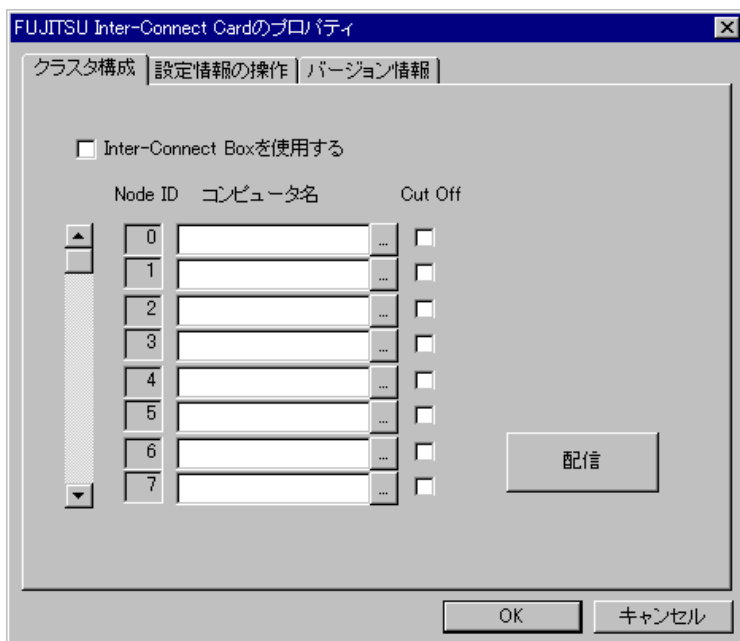 FUJITSU Inter-Connect Cardのプロパティ
クラスタ構成 設定情報の操作 バージョン情報
Inter-Connect Boxを使用する
Node ID コンピュータ名 Cut Off
0 ...
1 ...
2 ...
3 ...
4 ...
5 ...
6 ...
7 ...
配信
OK キャンセル